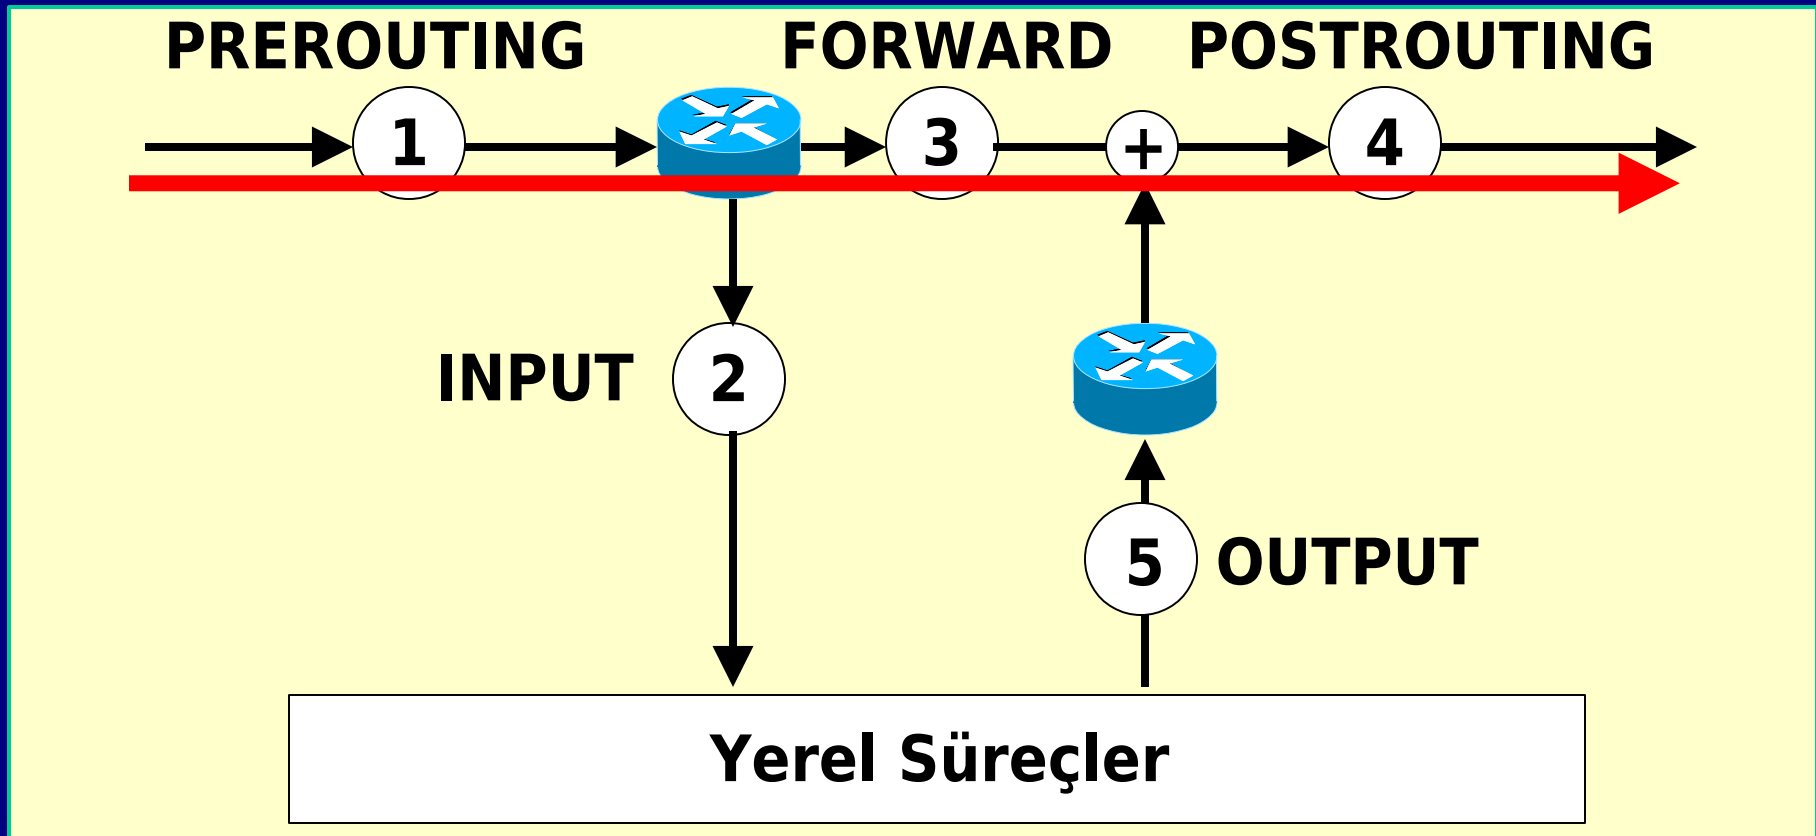 PREROUTING FORWARD POSTROUTING
1 3 + 4
INPUT 2
5 OUTPUT
Yerel Süreçler